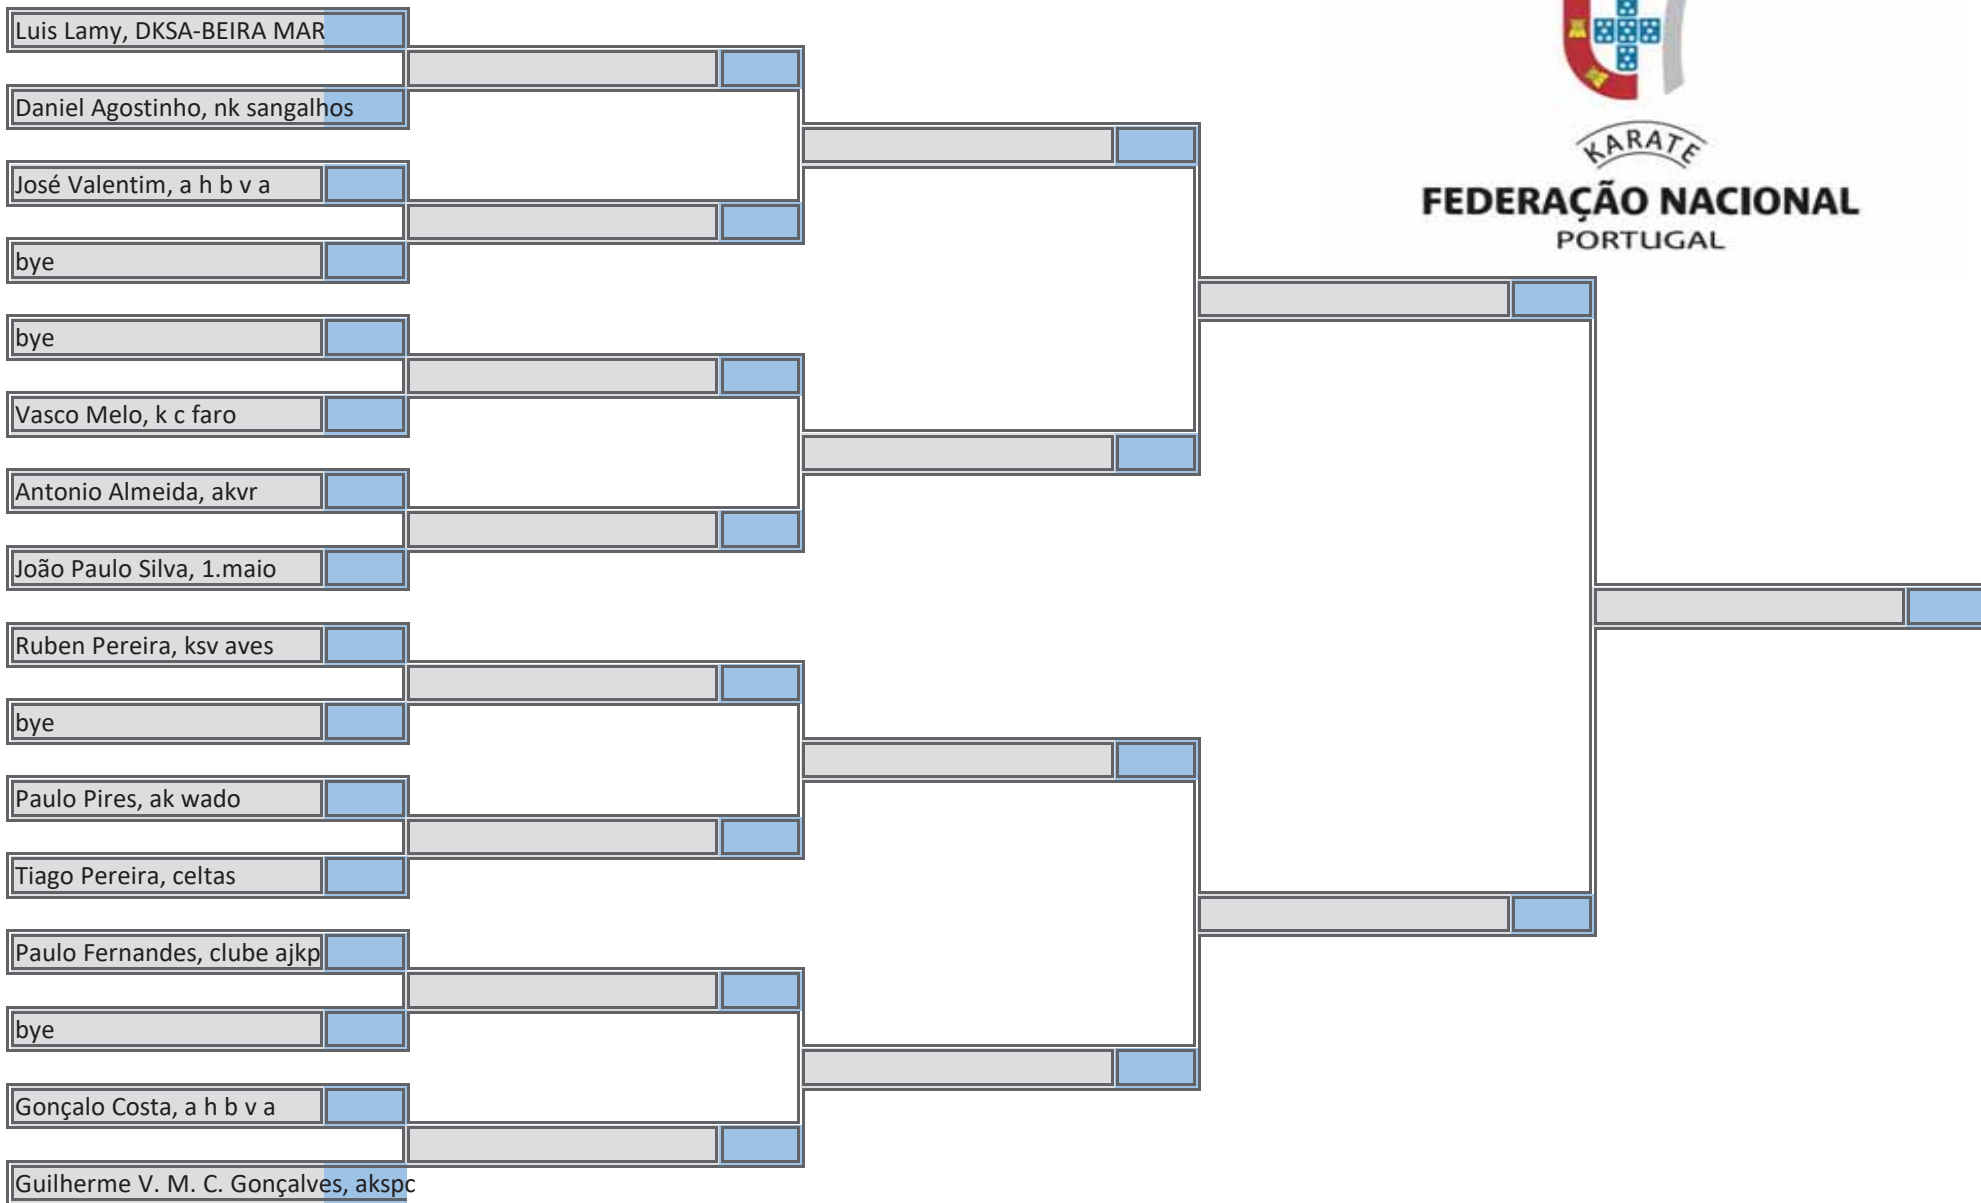 Luis Lamy, DKSA-BEIRA MAR
Daniel Agostinho, nk sangalhos
José Valentim, a h b v a
bye
bye
Vasco Melo, k c faro
Antonio Almeida, akvr
João Paulo Silva, 1.maio
Ruben Pereira, ksv aves
bye
Paulo Pires, ak wado
Tiago Pereira, celtas
Paulo Fernandes, clube ajkp
bye
Gonçalo Costa, a h b v a
Guilherme V. M. C. Gonçalves, akspc
KARATE
FEDERAÇÃO NACIONAL
PORTUGAL